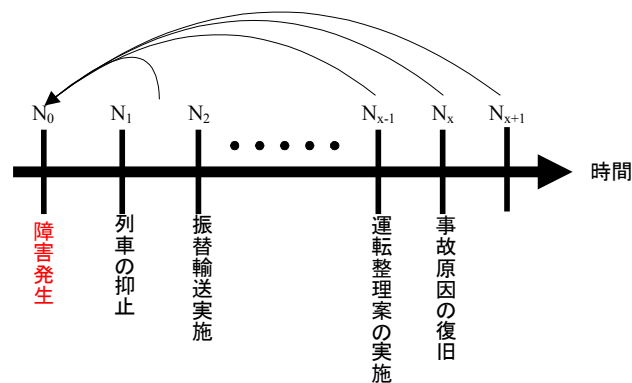 N₀ N₁ N₂ Nₓ₋₁ Nₓ Nₓ₊₁
時間
障害発生
列車の抑止
振替輸送実施
運転整理案の実施
事故原因の復旧